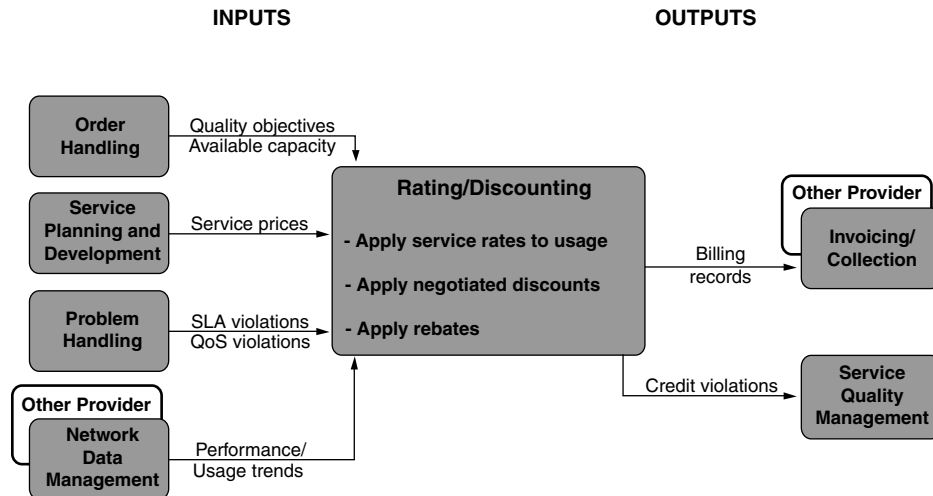 INPUTS
OUTPUTS
Order
Handling
Quality objectives
Available capacity
Rating/Discounting
- Apply service rates to usage
- Apply negotiated discounts
- Apply rebates
Service
Planning and
Development
Service prices
Problem
Handling
SLA violations
QoS violations
Other Provider
Network
Data
Management
Performance/
Usage trends
Billing
records
Other Provider
Invoicing/
Collection
Credit violations
Service
Quality
Management